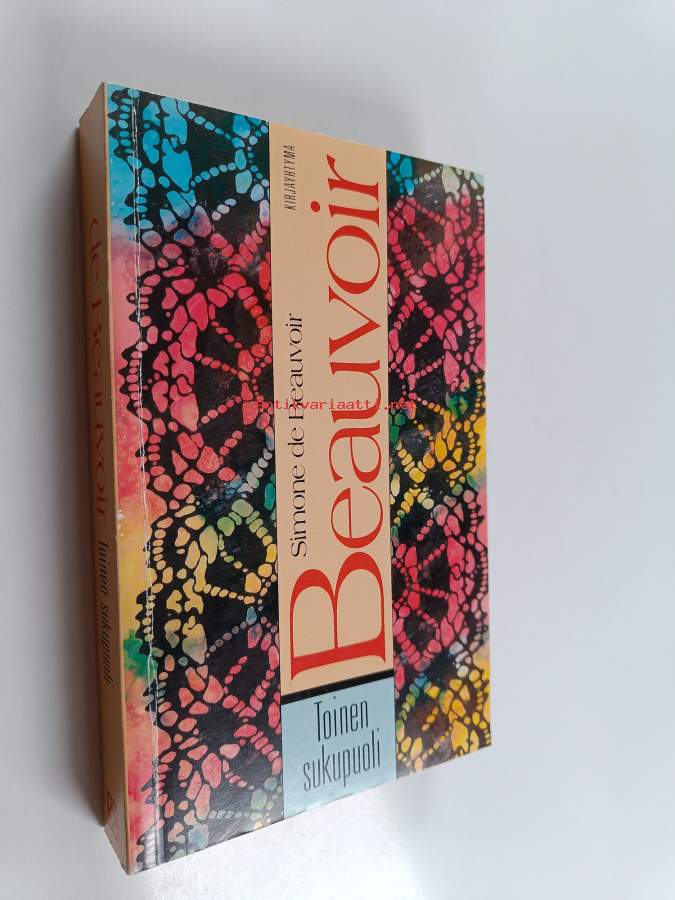 KIRJAYHTYMÄ
Simone de Beauvoir
Beauvoir
Toinen
sukupuoli
de Beauvoir Toinen sukupuoli
Antikvariaatti.net